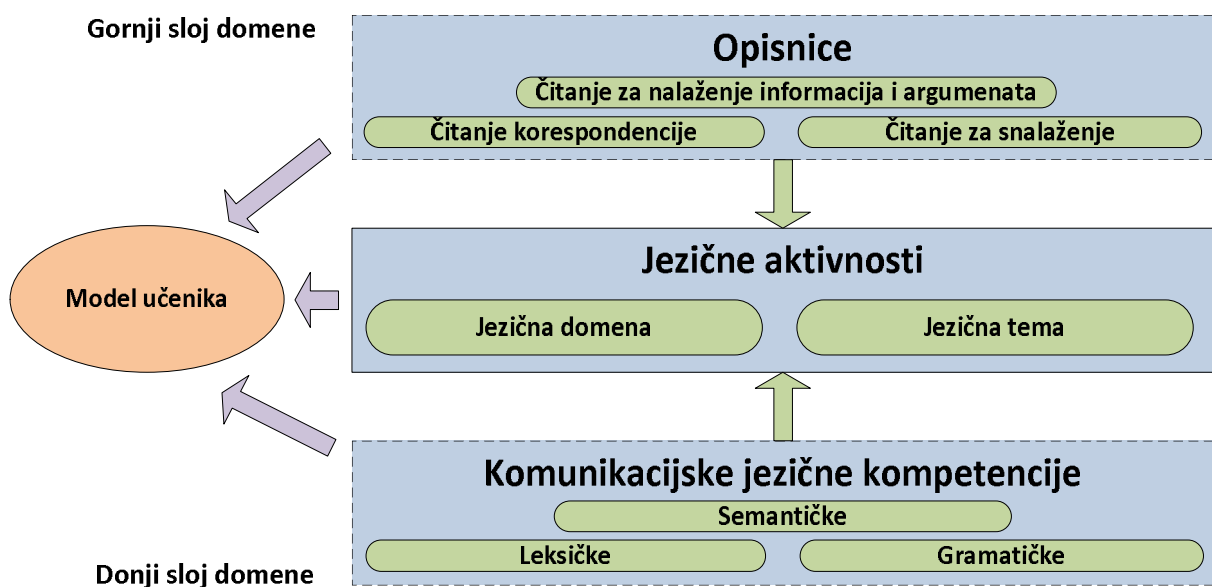 Gornji sloj domene
Opisnice
Čitanje za nalaženje informacija i argumenata
Čitanje korespondencije
Čitanje za snalaženje
Model učenika
Jezične aktivnosti
Jezična domena
Jezična tema
Komunikacijske jezične kompetencije
Semantičke
Leksičke
Gramatičke
Donji sloj domene